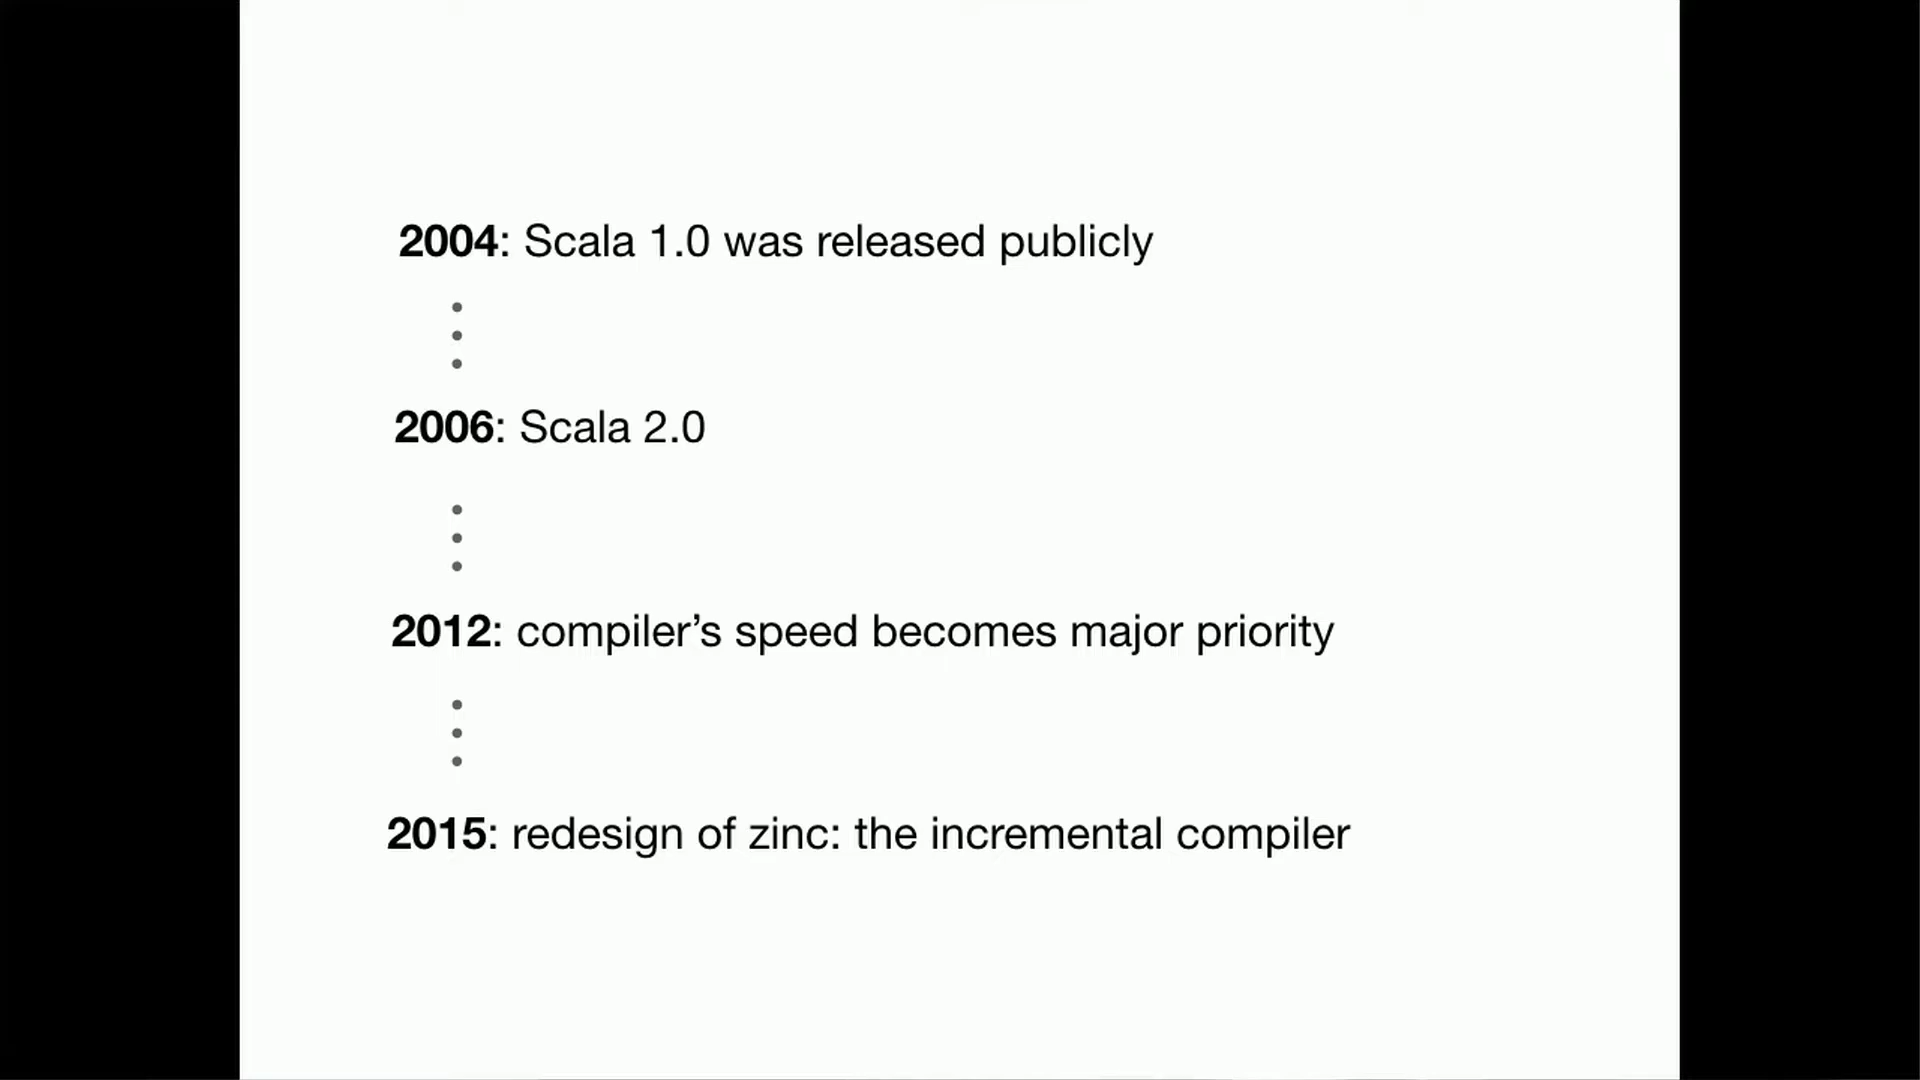 2004: Scala 1.0 was released publicly
2006: Scala 2.0
2012: compiler’s speed becomes major priority
2015: redesign of zinc: the incremental compiler